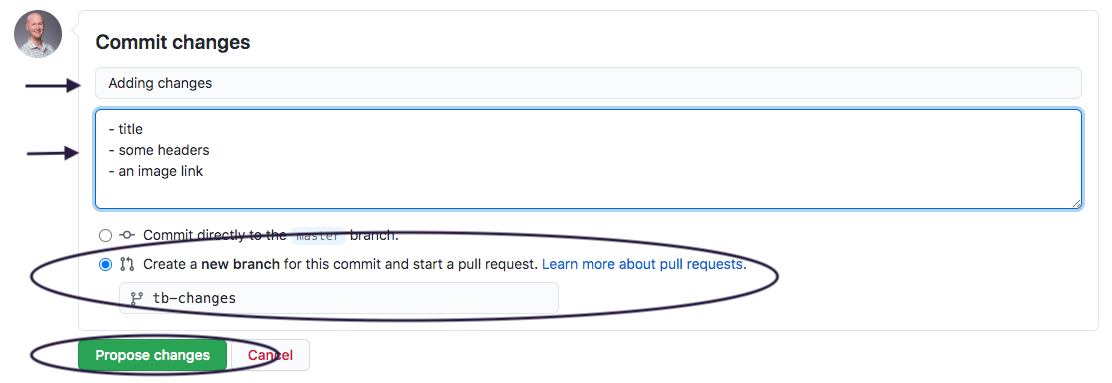 Commit changes
Adding changes
- title
- some headers
- an image link
Commit directly to the master branch.
Create a new branch for this commit and start a pull request. Learn more about pull requests.
tb-changes
Propose changes
Cancel